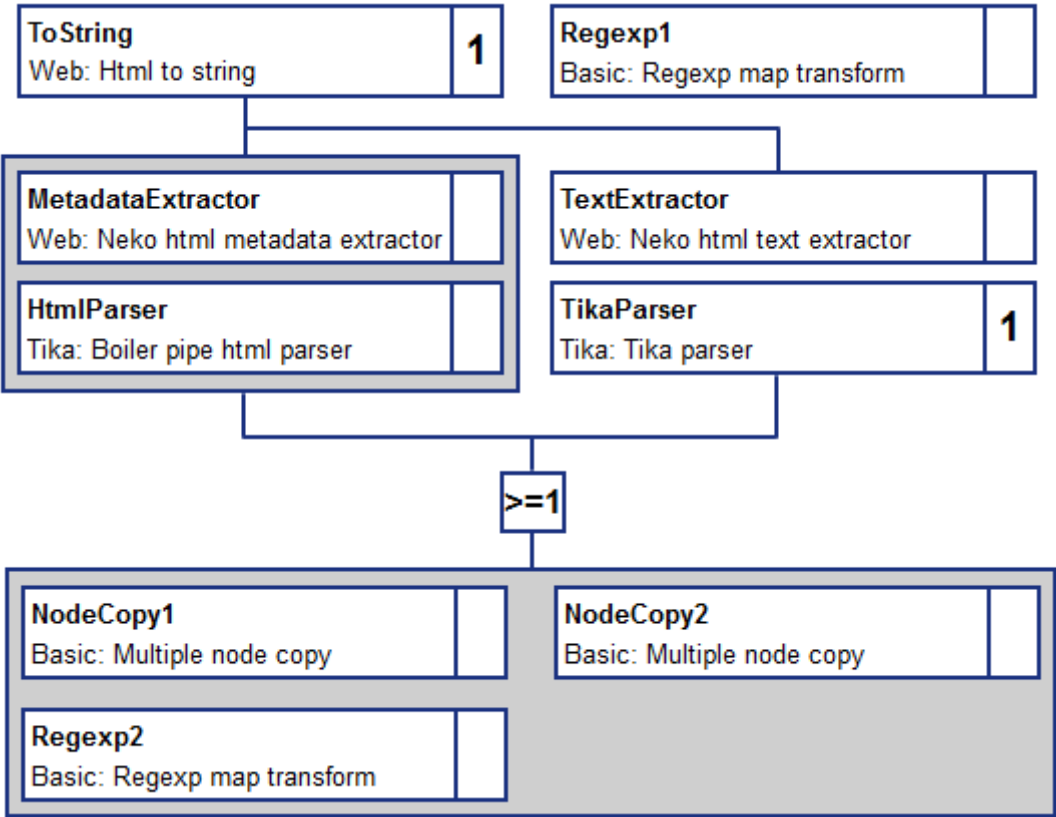 ToString
Web: Html to string
1
Regexp1
Basic: Regexp map transform
MetadataExtractor
Web: Neko html metadata extractor
TextExtractor
Web: Neko html text extractor
HtmlParser
Tika: Boiler pipe html parser
TikaParser
Tika: Tika parser
1
>=1
NodeCopy1
Basic: Multiple node copy
NodeCopy2
Basic: Multiple node copy
Regexp2
Basic: Regexp map transform